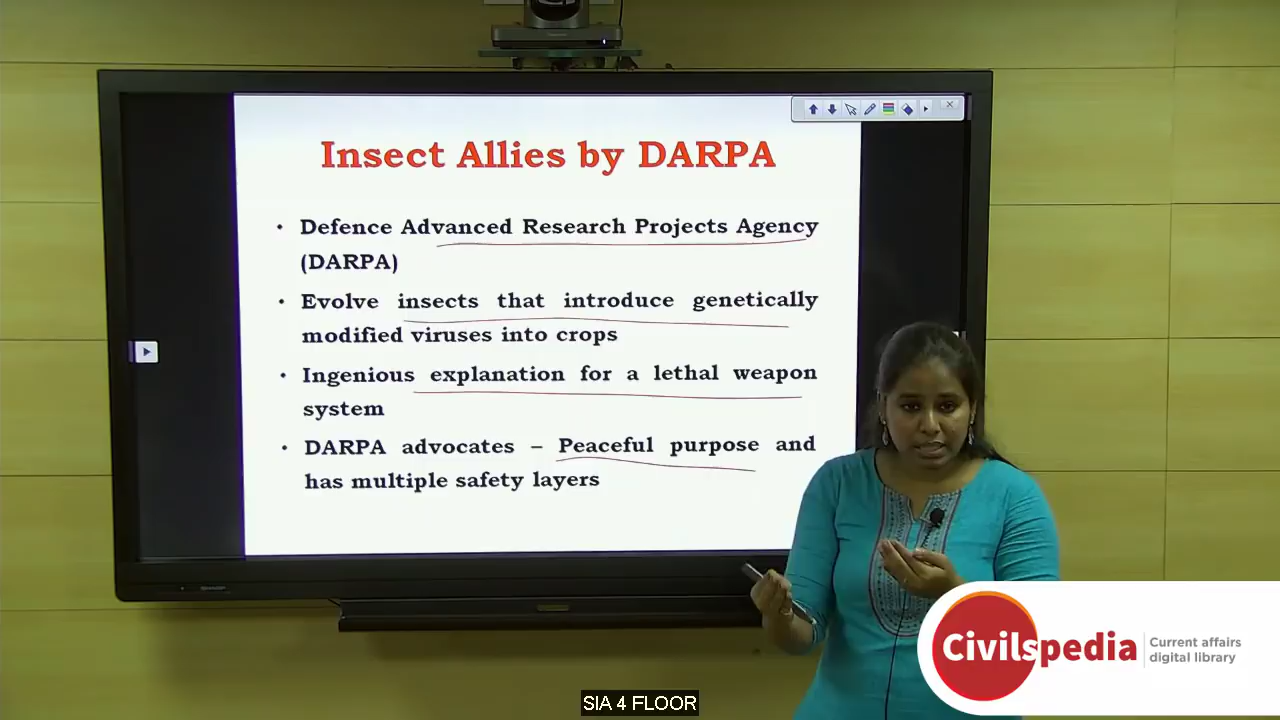 Insect Allies by DARPA
• Defence Advanced Research Projects Agency
(DARPA)
• Evolve insects that introduce genetically
modified viruses into crops
• Ingenious explanation for a lethal weapon
system
• DARPA advocates – Peaceful purpose and
has multiple safety layers
Civilspedia
Current affairs
digital library
SIA 4 FLOOR